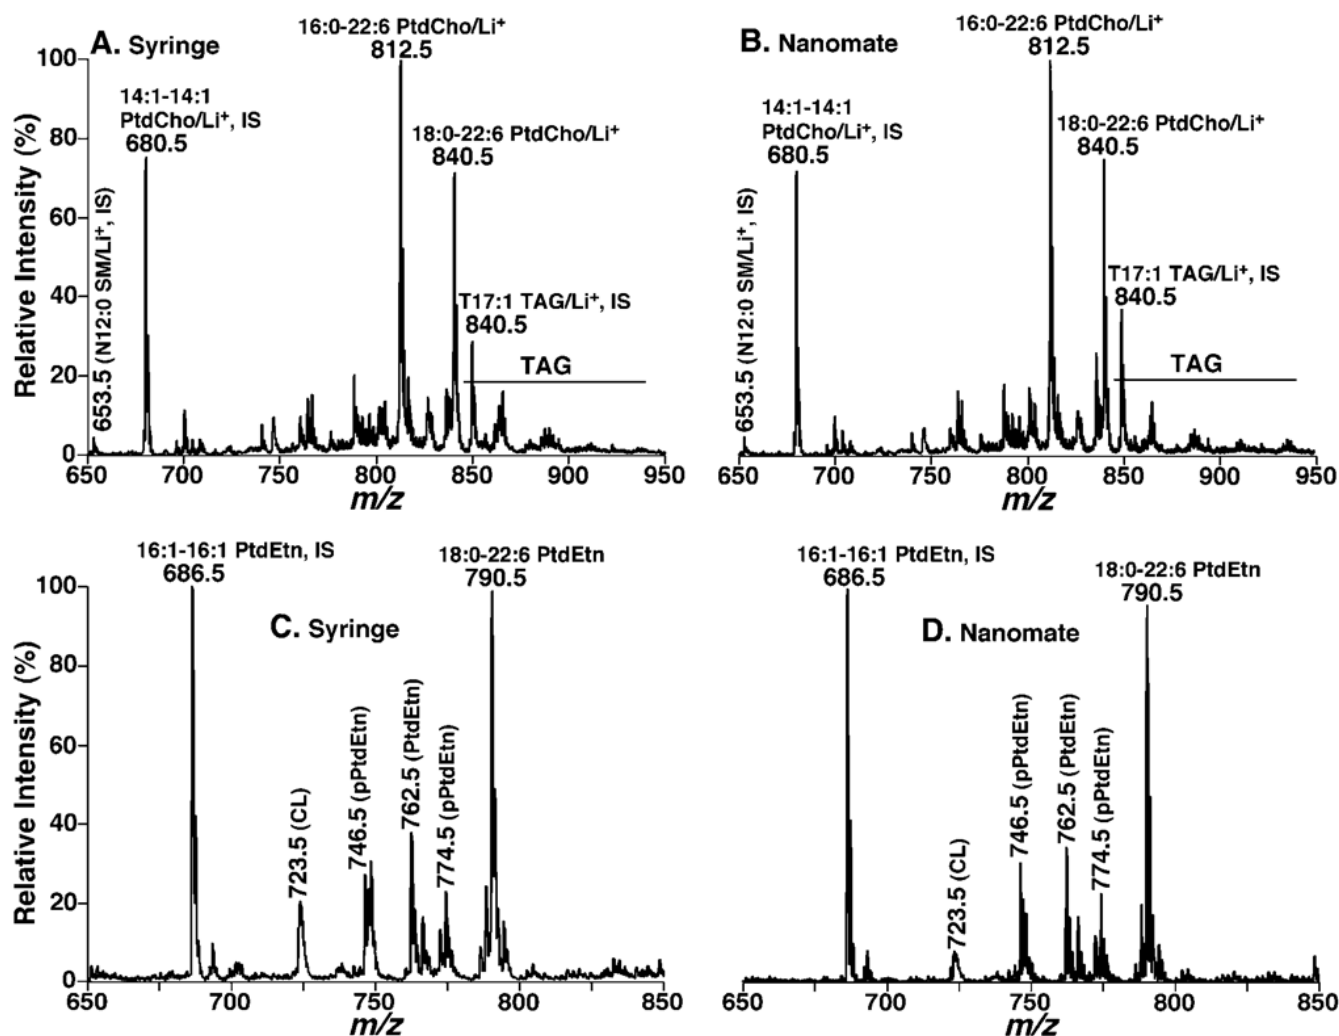 A. Syringe
16:0-22:6 PtdCho/Li+
812.5
14:1-14:1
PtdCho/Li+, IS
680.5
18:0-22:6 PtdCho/Li+
840.5
T17:1 TAG/Li+, IS
840.5
TAG
653.5 (N12:0 SM/Li+, IS)
Relative Intensity (%)
100
80
60
40
20
0
650 700 750 800 850 900 950
m/z
B. Nanomate
16:0-22:6 PtdCho/Li+
812.5
14:1-14:1
PtdCho/Li+, IS
680.5
18:0-22:6 PtdCho/Li+
840.5
T17:1 TAG/Li+, IS
840.5
TAG
653.5 (N12:0 SM/Li+, IS)
650 700 750 800 850 900 950
m/z
16:1-16:1 PtdEtn, IS
686.5
18:0-22:6 PtdEtn
790.5
C. Syringe
723.5 (CL)
746.5 (pPtdEtn)
762.5 (PtdEtn)
774.5 (pPtdEtn)
Relative Intensity (%)
100
80
60
40
20
0
650 700 750 800 850
m/z
16:1-16:1 PtdEtn, IS
686.5
18:0-22:6 PtdEtn
790.5
D. Nanomate
723.5 (CL)
746.5 (pPtdEtn)
762.5 (PtdEtn)
774.5 (pPtdEtn)
650 700 750 800 850
m/z